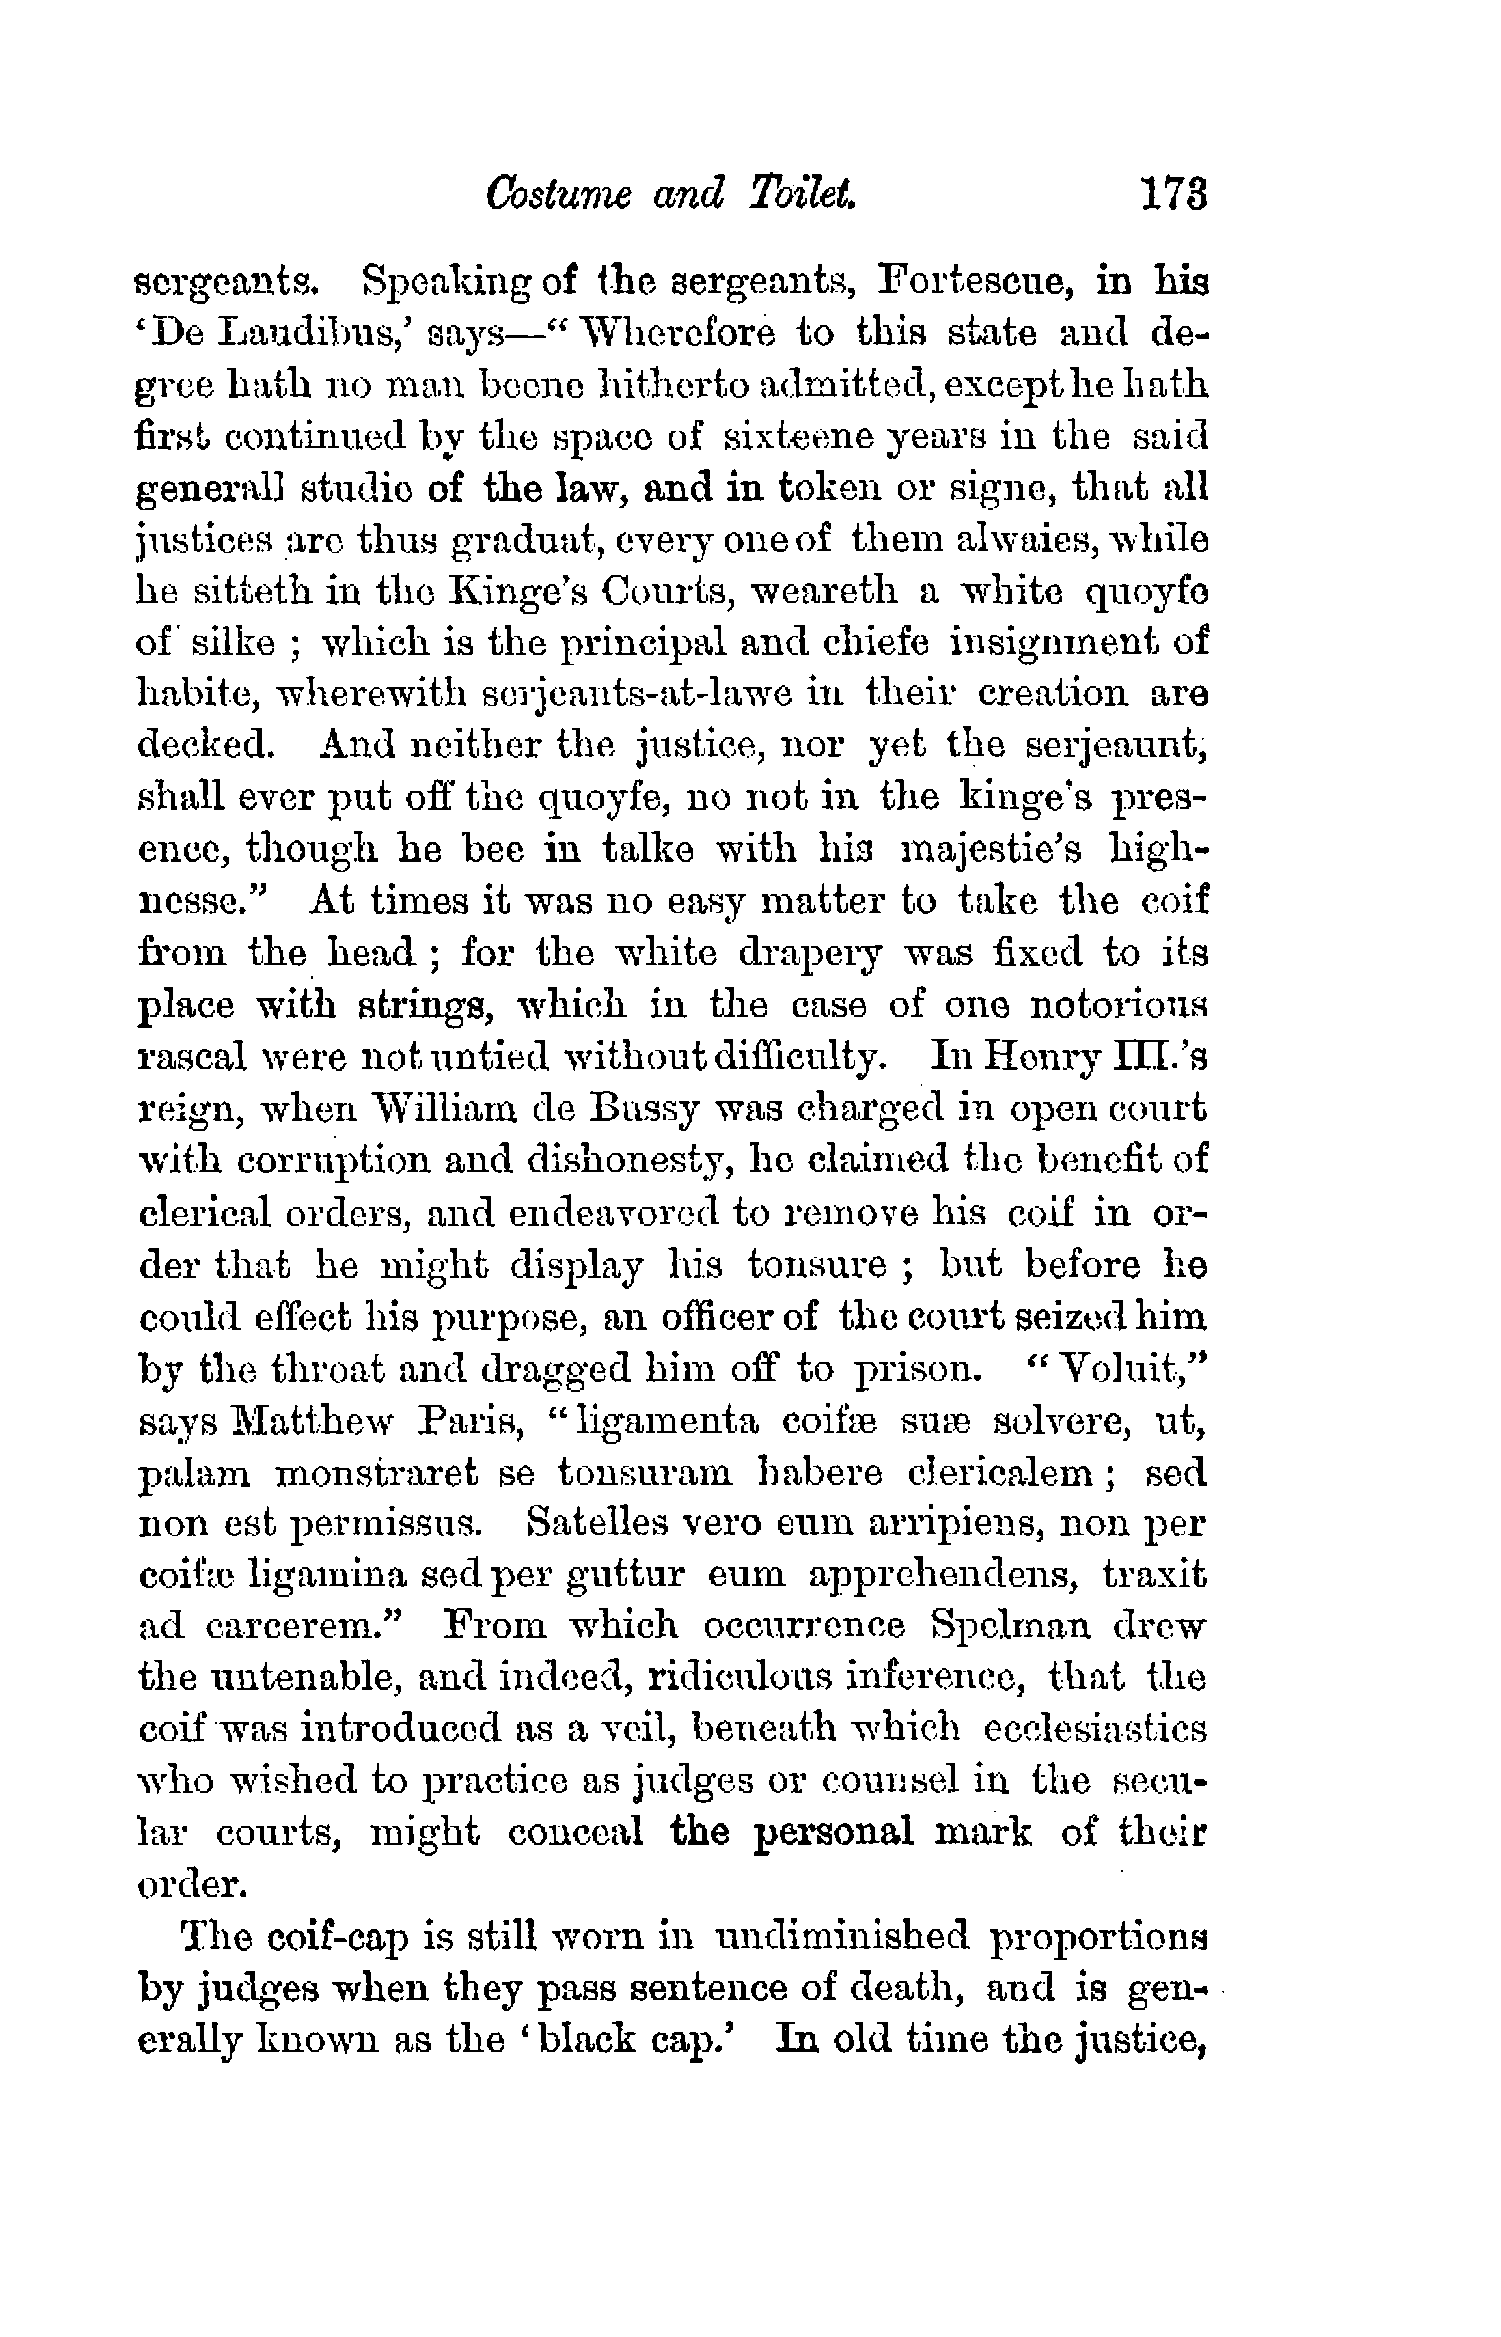 Costume and Toilet. 173
sergeants. Speaking of the sergeants, Fortescue, in his
‘De Laudibus,’ says—“ Wherefore to this state and de-
gree hath no man beene hitherto admitted, except he hath
first continued by the space of sixteene years in the said
generall studio of the law, and in token or signe, that all
justices are thus graduat, every one of them alwaies, while
he sitteth in the Kinge's Courts, weareth a white quoyfe
of silke ; which is the principal and chiefe insignment of
habite, wherewith serjeants-at-lawe in their creation are
decked. And neither the justice, nor yet the serjeaunt,
shall ever put off the quoyfe, no not in the kinge's pres-
ence, though he bee in talke with his majestie's high-
nesse.” At times it was no easy matter to take the coif
from the head ; for the white drapery was fixed to its
place with strings, which in the case of one notorious
rascal were not untied without difficulty. In Henry III.'s
reign, when William de Bussy was charged in open court
with corruption and dishonesty, he claimed the benefit of
clerical orders, and endeavored to remove his coif in or-
der that he might display his tonsure ; but before he
could effect his purpose, an officer of the court seized him
by the throat and dragged him off to prison. “ Voluit,”
says Matthew Paris, “ ligamenta coifæ suæ solvere, ut,
palam monstraret se tonsuram habere clericalem ; sed
non est permissus. Satelles vero eum arripiens, non per
coifæ ligamina sed per guttur eum apprehendens, traxit
ad carcerem.” From which occurrence Spelman drew
the untenable, and indeed, ridiculous inference, that the
coif was introduced as a veil, beneath which ecclesiastics
who wished to practice as judges or counsel in the secu-
lar courts, might conceal the personal mark of their
order.
The coif-cap is still worn in undiminished proportions
by judges when they pass sentence of death, and is gen-
erally known as the ‘ black cap.’ In old time the justice,